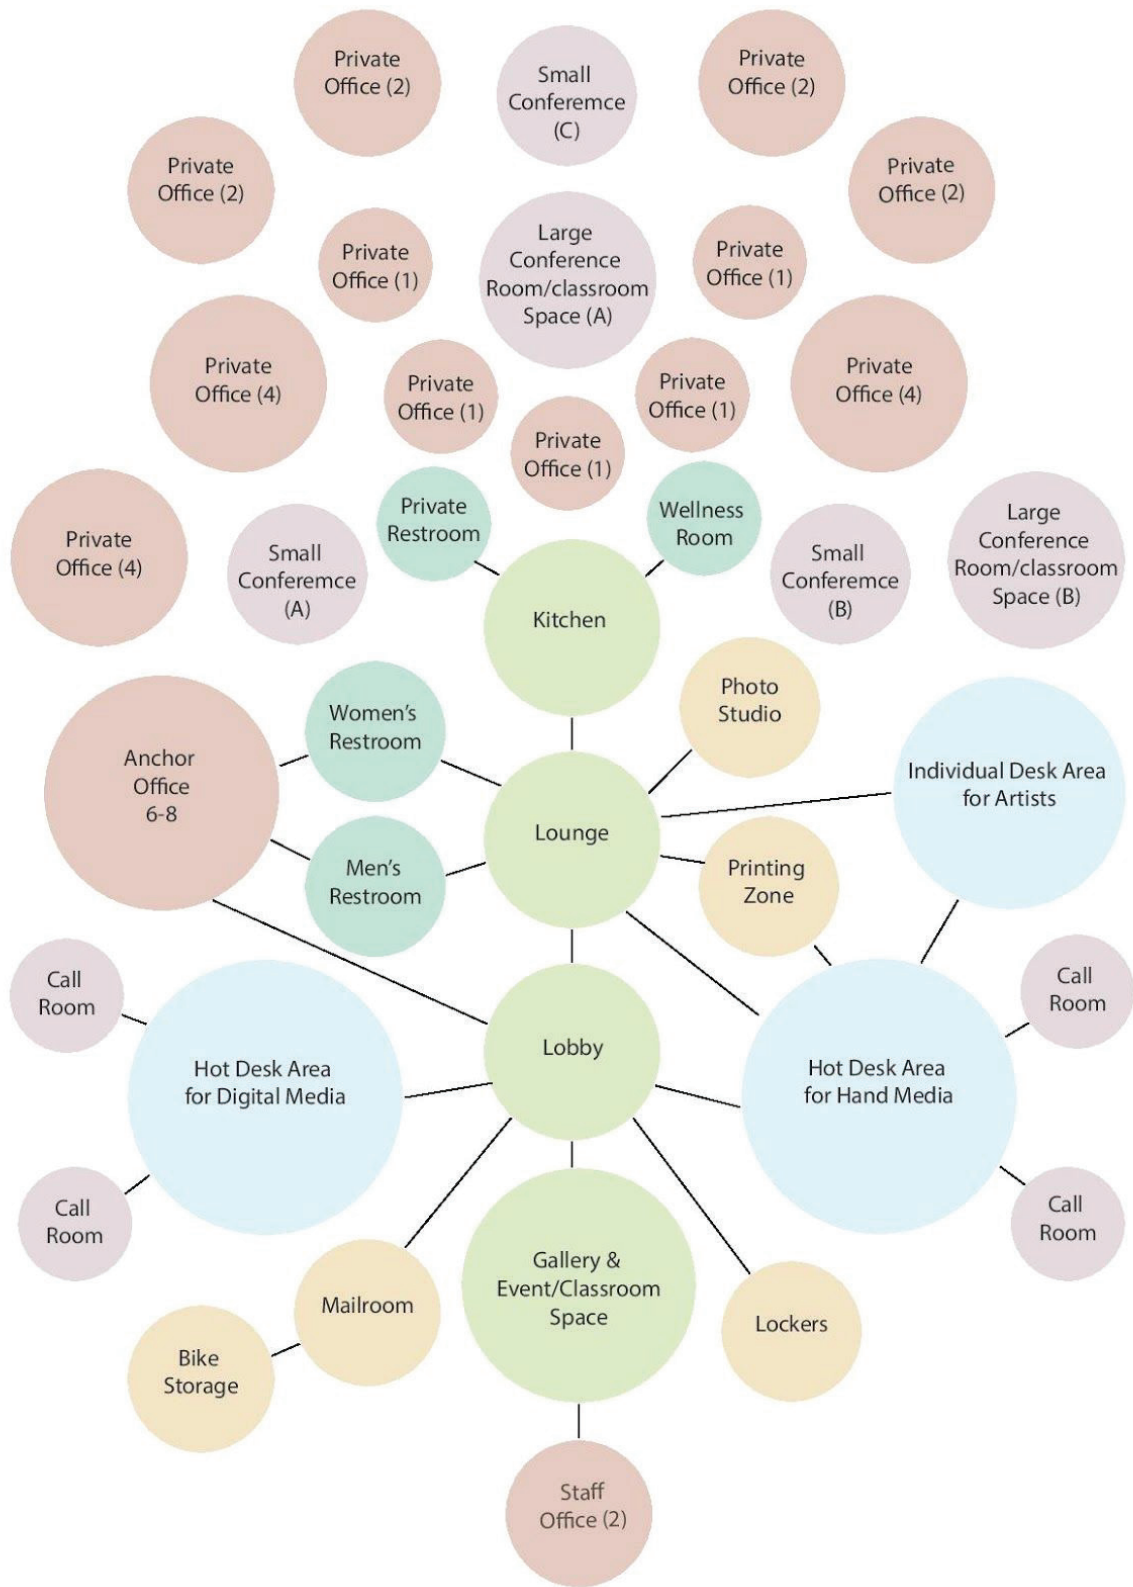 Private
Office (2)
Small
Conferemce
(C)
Private
Office (2)
Private
Office (2)
Private
Office (2)
Private
Office (1)
Large
Conference
Room/classroom
Space (A)
Private
Office (1)
Private
Office (4)
Private
Office (1)
Private
Office (1)
Private
Office (4)
Private
Office (1)
Private
Office (4)
Small
Conferemce
(A)
Private
Restroom
Wellness
Room
Small
Conferemce
(B)
Large
Conference
Room/classroom
Space (B)
Kitchen
Anchor
Office
6-8
Women's
Restroom
Photo
Studio
Individual Desk Area
for Artists
Lounge
Men's
Restroom
Printing
Zone
Call
Room
Hot Desk Area
for Digital Media
Lobby
Hot Desk Area
for Hand Media
Call
Room
Call
Room
Call
Room
Mailroom
Gallery &
Event/Classroom
Space
Lockers
Bike
Storage
Staff
Office (2)